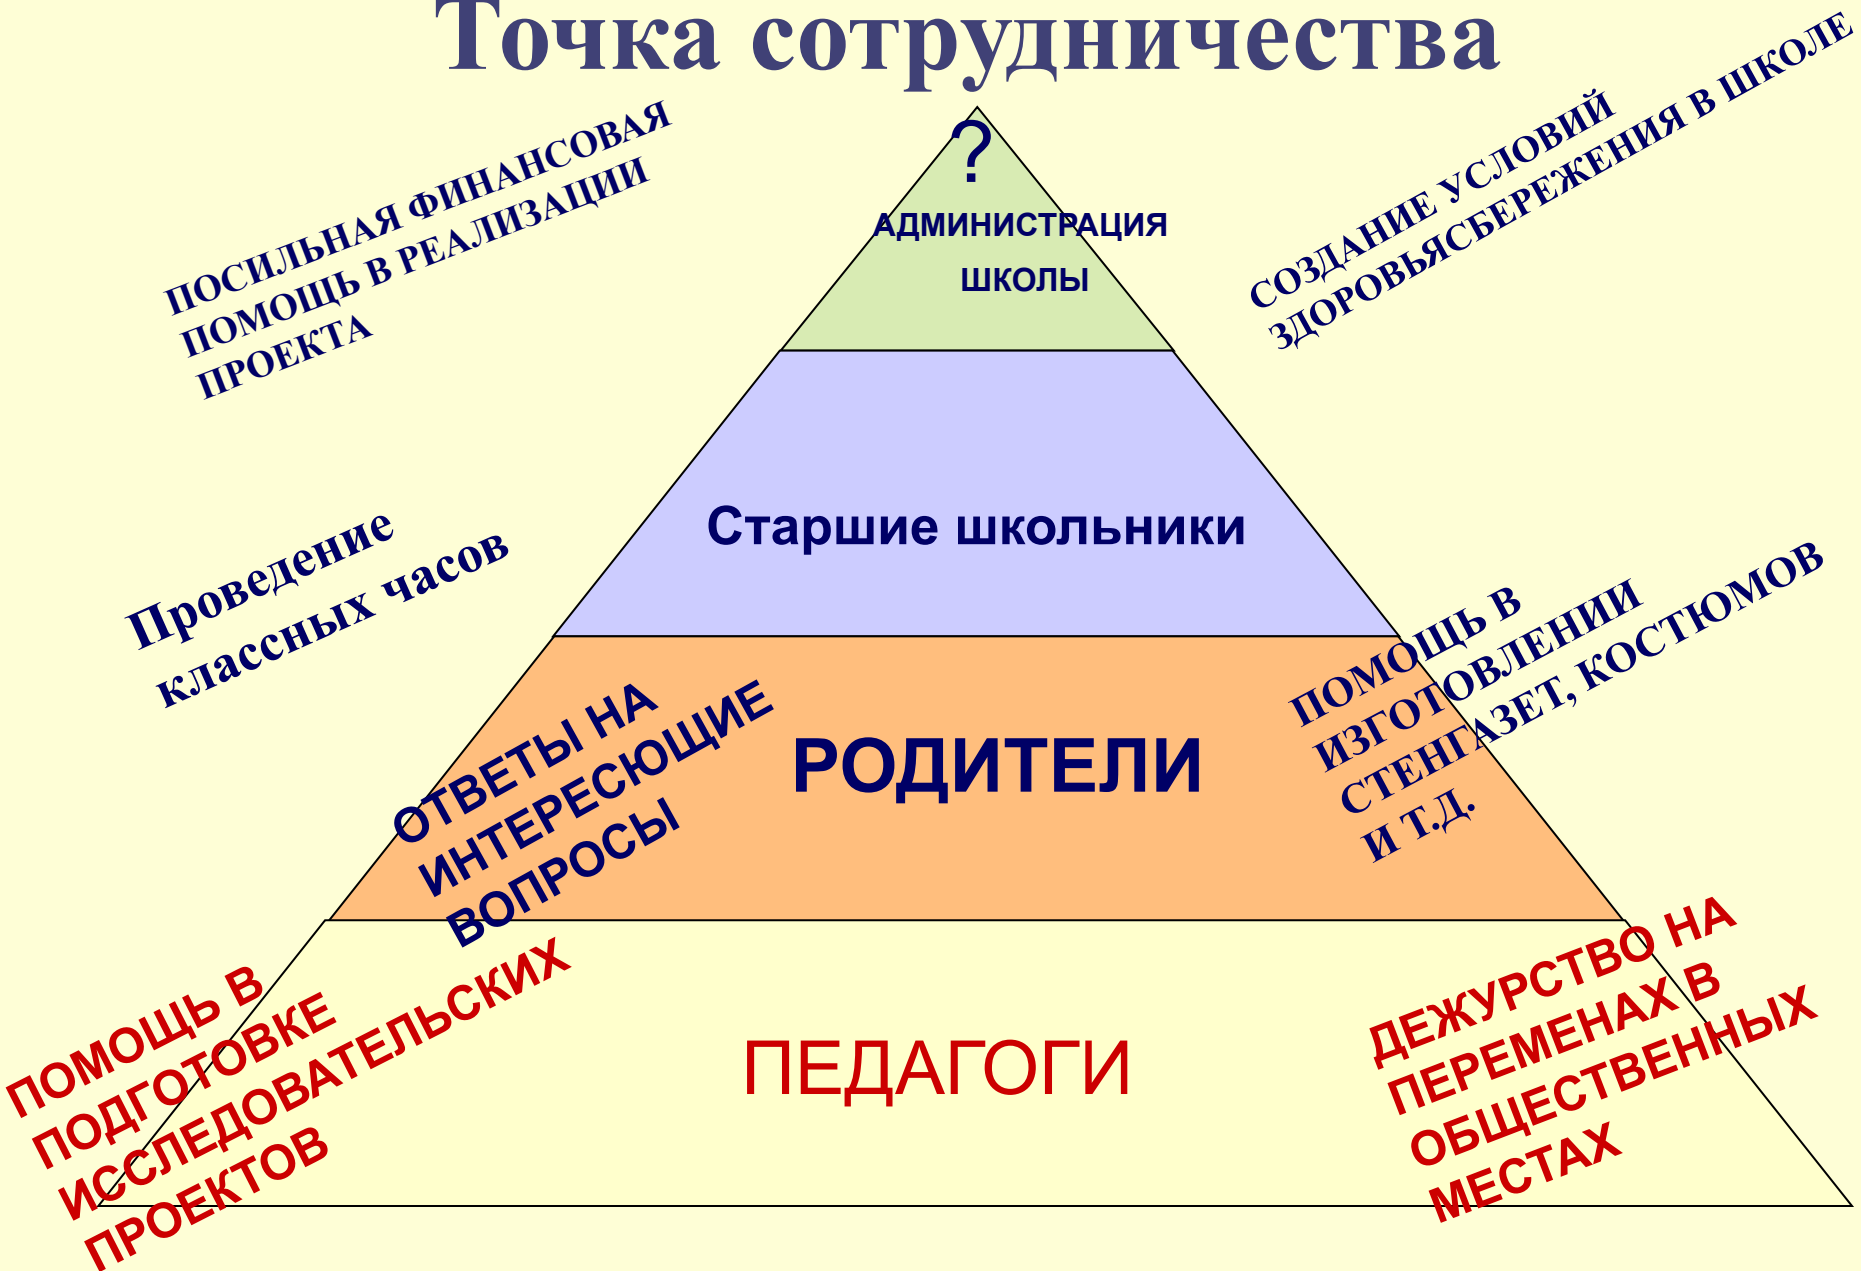 Точка сотрудничества
ПОСИЛЬНАЯ ФИНАНСОВАЯ
ПОМОЩЬ В РЕАЛИЗАЦИИ
ПРОЕКТА
?
АДМИНИСТРАЦИЯ
ШКОЛЫ
СОЗДАНИЕ УСЛОВИЙ
ЗДОРОВЬЯСБЕРЕЖЕНИЯ В ШКОЛЕ
Проведение
классных часов
Старшие школьники
ОТВЕТЫ НА
ИНТЕРЕСЮЩИЕ
ВОПРОСЫ
РОДИТЕЛИ
ПОМОЩЬ В
ИЗГОТОВЛЕНИИ
СТЕНГАЗЕТ, КОСТЮМОВ
И Т.Д.
ПОМОЩЬ В
ПОДГОТОВКЕ
ИССЛЕДОВАТЕЛЬСКИХ
ПРОЕКТОВ
ПЕДАГОГИ
ДЕЖУРСТВО НА
ПЕРЕМЕНАХ В
ОБЩЕСТВЕННЫХ
МЕСТАХ